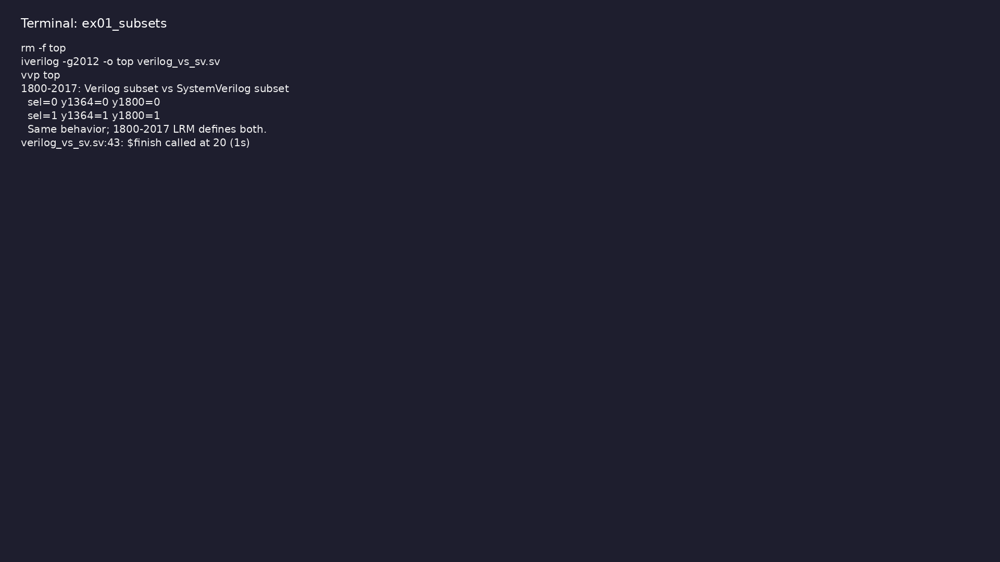 Terminal: ex01_subsets
rm -f top
iverilog -g2012 -o top verilog_vs_sv.sv
vvp top
1800-2017: Verilog subset vs SystemVerilog subset
  sel=0 y1364=0 y1800=0
  sel=1 y1364=1 y1800=1
  Same behavior; 1800-2017 LRM defines both.
verilog_vs_sv.sv:43: $finish called at 20 (1s)